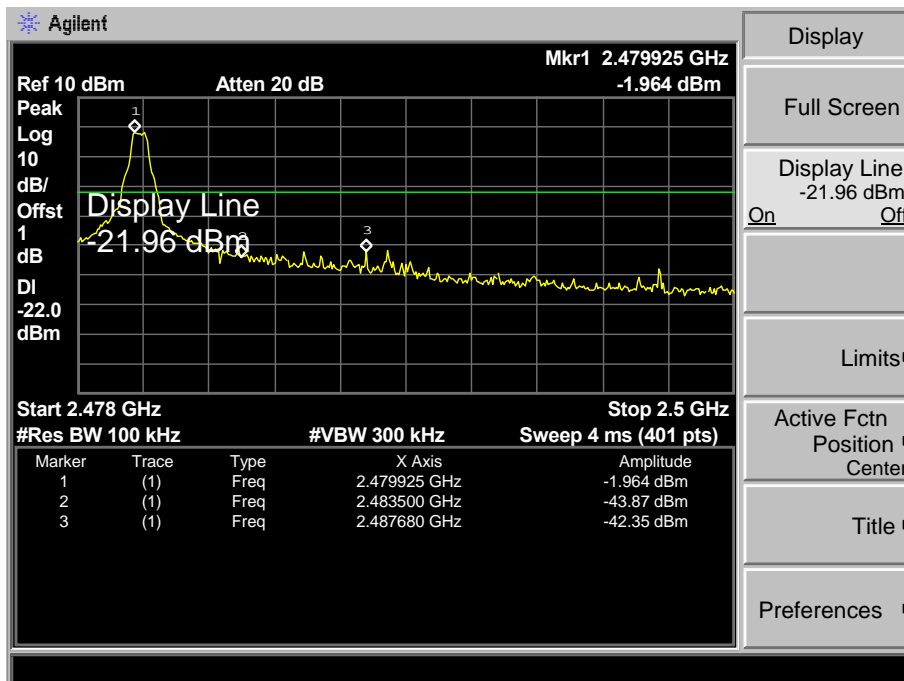 Agilent
Mkr1 2.479925 GHz
Ref 10 dBm Atten 20 dB -1.964 dBm
Peak
Log
10
dB/
Offst
1
dB
DI
-22.0
dBm
1
Display Line
-21.96 dBm
2
3
Start 2.478 GHz Stop 2.5 GHz
#Res BW 100 kHz #VBW 300 kHz Sweep 4 ms (401 pts)
Marker Trace Type X Axis Amplitude
1 (1) Freq 2.479925 GHz -1.964 dBm
2 (1) Freq 2.483500 GHz -43.87 dBm
3 (1) Freq 2.487680 GHz -42.35 dBm
Display
Full Screen
Display Line
-21.96 dBm
On Off
Limits
Active Fctn
Position
Center
Title
Preferences